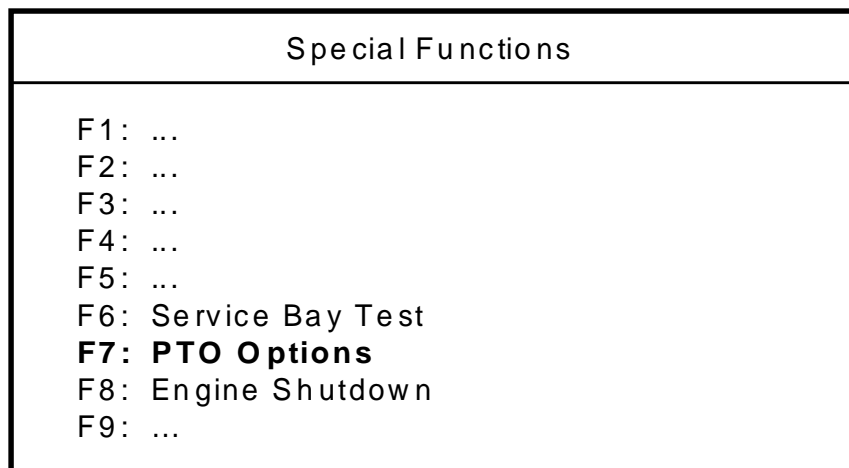 Special Functions
F1: ...
F2: ...
F3: ...
F4: ...
F5: ...
F6: Service Bay Test
F7: PTO Options
F8: Engine Shutdown
F9: ...